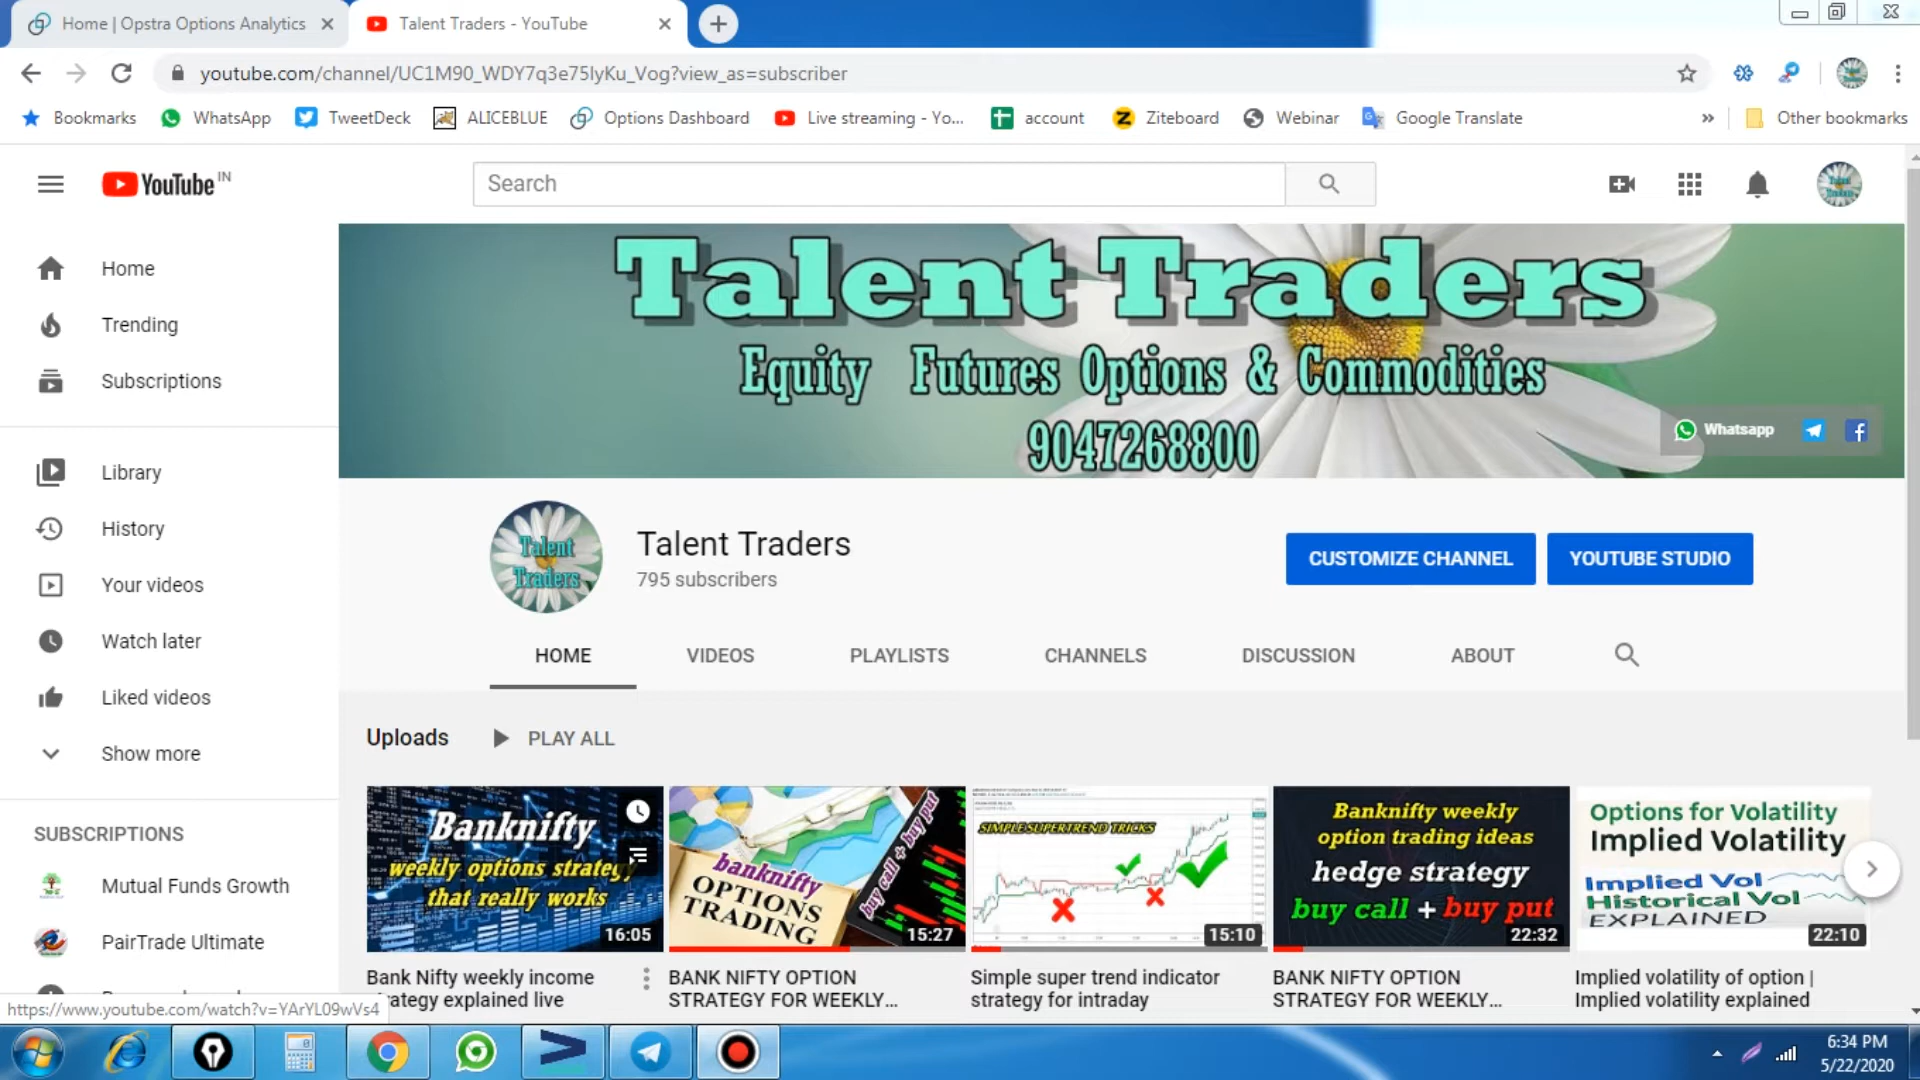 Home | Opstra Options Analytics
Talent Traders - YouTube
youtube.com/channel/UC1M90_WDY7q3e75IyKu_Vog?view_as=subscriber
Bookmarks
WhatsApp
TweetDeck
ALICEBLUE
Options Dashboard
Live streaming - Yo...
account
Ziteboard
Webinar
Google Translate
»
Other bookmarks
YouTube IN
Search
Home
Trending
Subscriptions
Library
History
Your videos
Watch later
Liked videos
Show more
SUBSCRIPTIONS
Mutual Funds Growth
PairTrade Ultimate
Talent Traders
Equity Futures Options & Commodities
9047268800
Whatsapp
Talent
Traders
Talent Traders
795 subscribers
CUSTOMIZE CHANNEL
YOUTUBE STUDIO
HOME
VIDEOS
PLAYLISTS
CHANNELS
DISCUSSION
ABOUT
Uploads
PLAY ALL
Banknifty
weekly options strategy
that really works
16:05
Bank Nifty weekly income
strategy explained live
banknifty
OPTIONS
TRADING
buy call + buy put
15:27
BANK NIFTY OPTION
STRATEGY FOR WEEKLY...
SIMPLE SUPERTREND TRICKS
15:10
Simple super trend indicator
strategy for intraday
Banknifty weekly
option trading ideas
hedge strategy
buy call + buy put
22:32
BANK NIFTY OPTION
STRATEGY FOR WEEKLY...
Options for Volatility
Implied Volatility
Implied Vol
Historical Vol
EXPLAINED
22:10
Implied volatility of option |
Implied volatility explained
https://www.youtube.com/watch?v=YArYL09wVs4
6:34 PM
5/22/2020